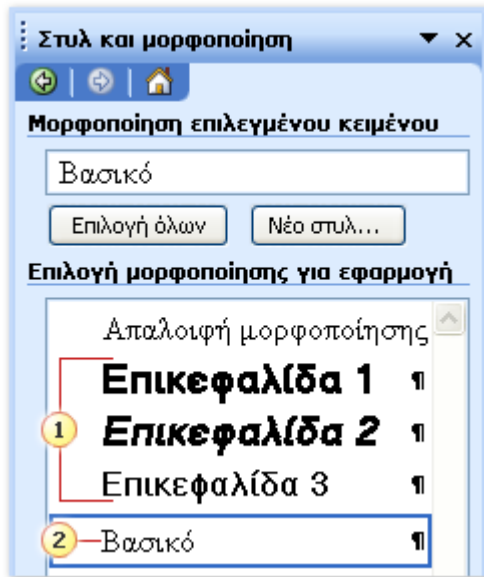 Στυλ και μορφοποίηση
Μορφοποίηση επιλεγμένου κειμένου
Βασικό
Επιλογή όλων Νέο στυλ...
Επιλογή μορφοποίησης για εφαρμογή
Απαλοιφή μορφοποίησης
Επικεφαλίδα 1 ¶
1 Επικεφαλίδα 2 ¶
Επικεφαλίδα 3 ¶
2 Βασικό ¶